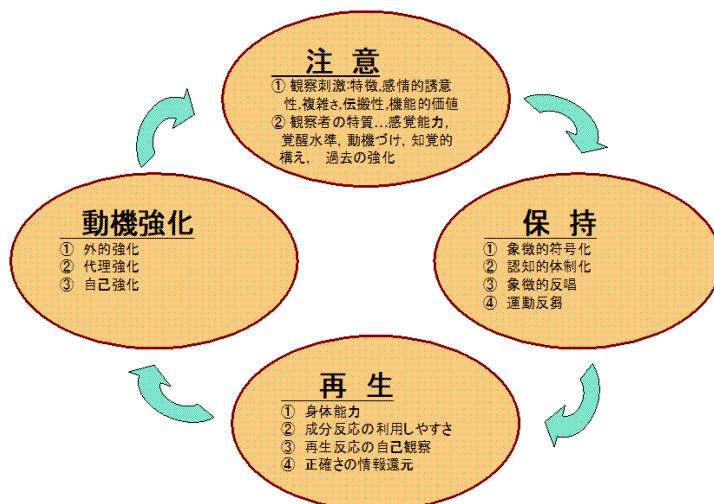 注 意
① 観察刺激:特徴,感情的誘意
性,複雑さ,伝搬性,機能的価値
② 観察者の特質…感覚能力,
覚醒水準, 動機づけ, 知覚的
構え, 過去の強化
動機強化
① 外的強化
② 代理強化
③ 自己強化
保 持
① 象徴的符号化
② 認知的体制化
③ 象徴的反唱
④ 運動反芻
再 生
① 身体能力
② 成分反応の利用しやすさ
③ 再生反応の自己観察
④ 正確さの情報還元